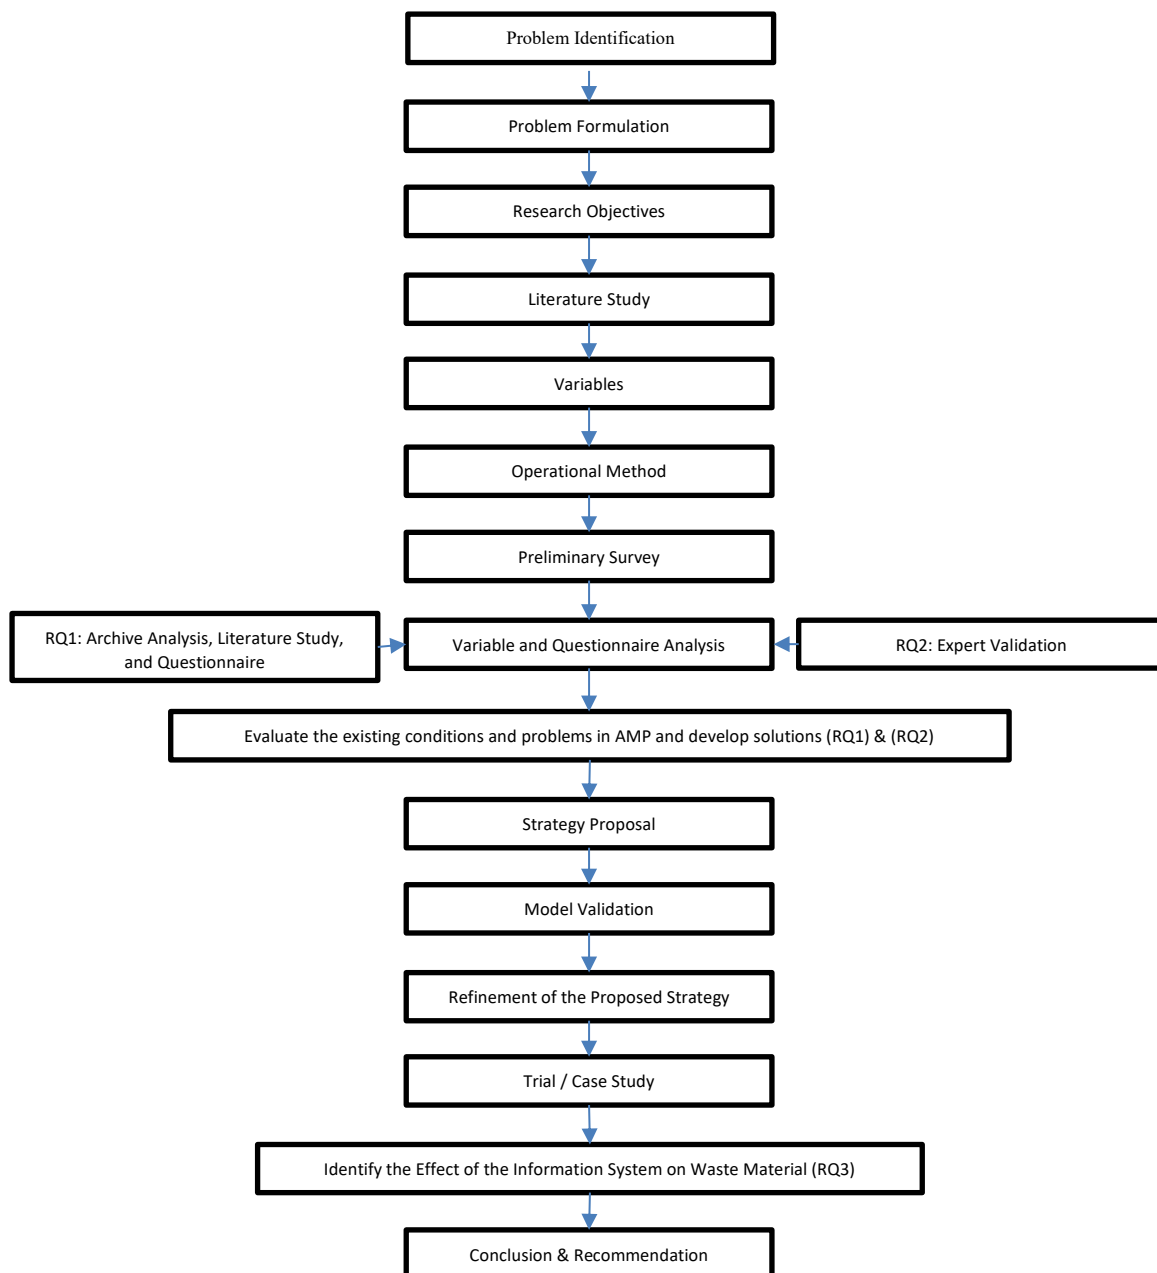 Problem Identification
Problem Formulation
Research Objectives
Literature Study
Variables
Operational Method
Preliminary Survey
RQ1: Archive Analysis, Literature Study,
and Questionnaire
Variable and Questionnaire Analysis
RQ2: Expert Validation
Evaluate the existing conditions and problems in AMP and develop solutions (RQ1) & (RQ2)
Strategy Proposal
Model Validation
Refinement of the Proposed Strategy
Trial / Case Study
Identify the Effect of the Information System on Waste Material (RQ3)
Conclusion & Recommendation